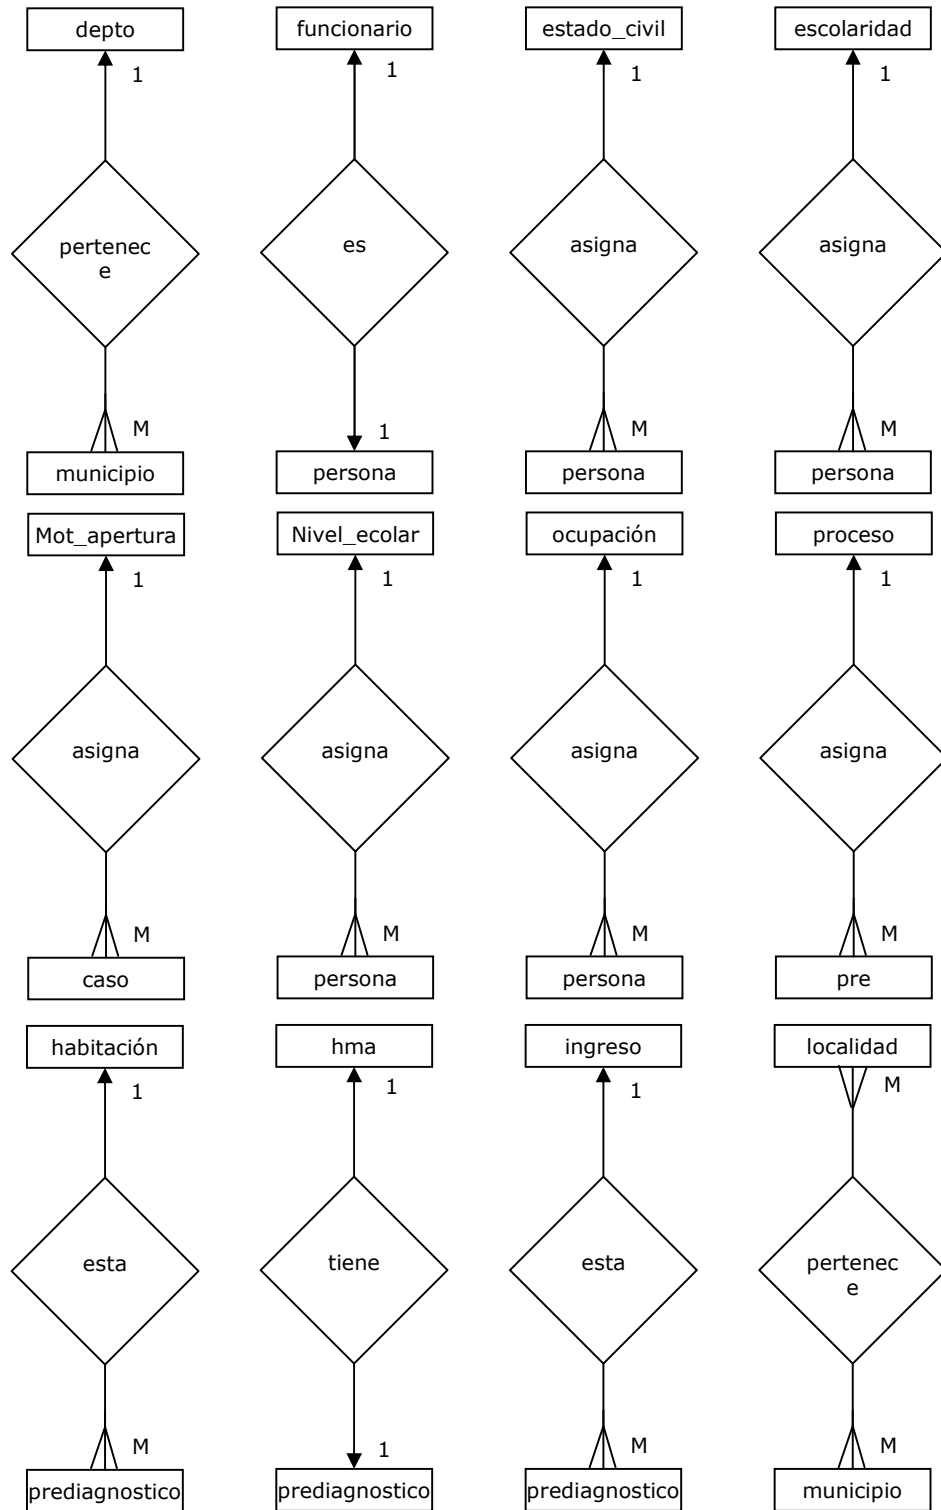 depto
funcionario
estado_civil
escolaridad
1
1
1
1
pertenec
e
es
asigna
asigna
M
1
M
M
municipio
persona
persona
persona
Mot_apertura
Nivel_ecolar
ocupación
proceso
1
1
1
1
asigna
asigna
asigna
asigna
M
M
M
M
caso
persona
persona
pre
habitación
hma
ingreso
localidad
1
1
1
M
esta
tiene
esta
pertenec
e
M
1
M
M
prediagnostico
prediagnostico
prediagnostico
municipio